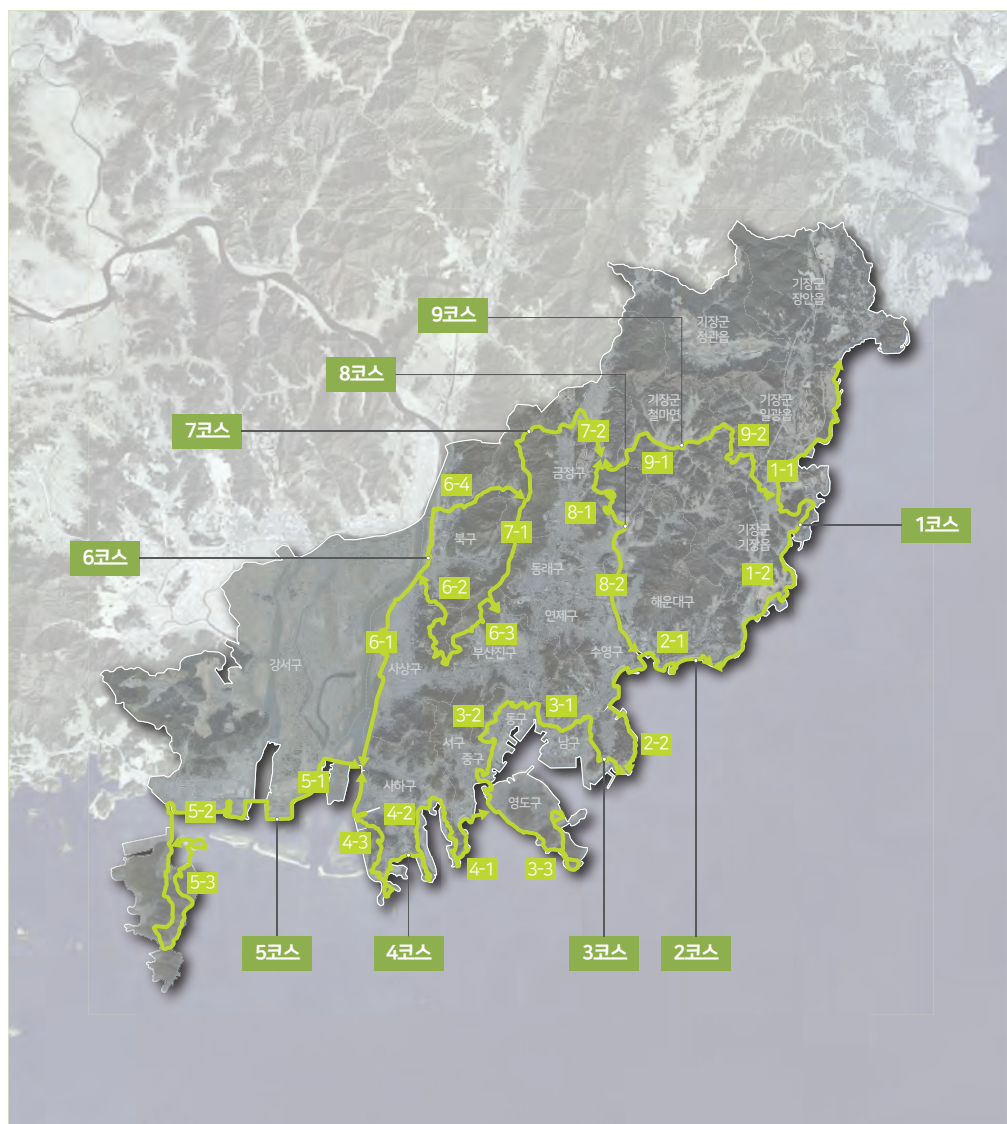 기장군
장안읍
기장군
정관읍
9코스
8코스
7코스
기장군
철마면
기장군
일광읍
7-2
9-2
9-1
1-1
금정구
6-4
8-1
1코스
7-1
북구
기장군
기장읍
6코스
동래구
1-2
6-2
8-2
연제구
해운대구
6-3
6-1
2-1
부산진구
수영구
강서구
사상구
3-2
3-1
동구
서구
남구
2-2
중구
5-1
사하구
영도구
5-2
4-2
4-3
4-1
3-3
5-3
5코스
4코스
3코스
2코스